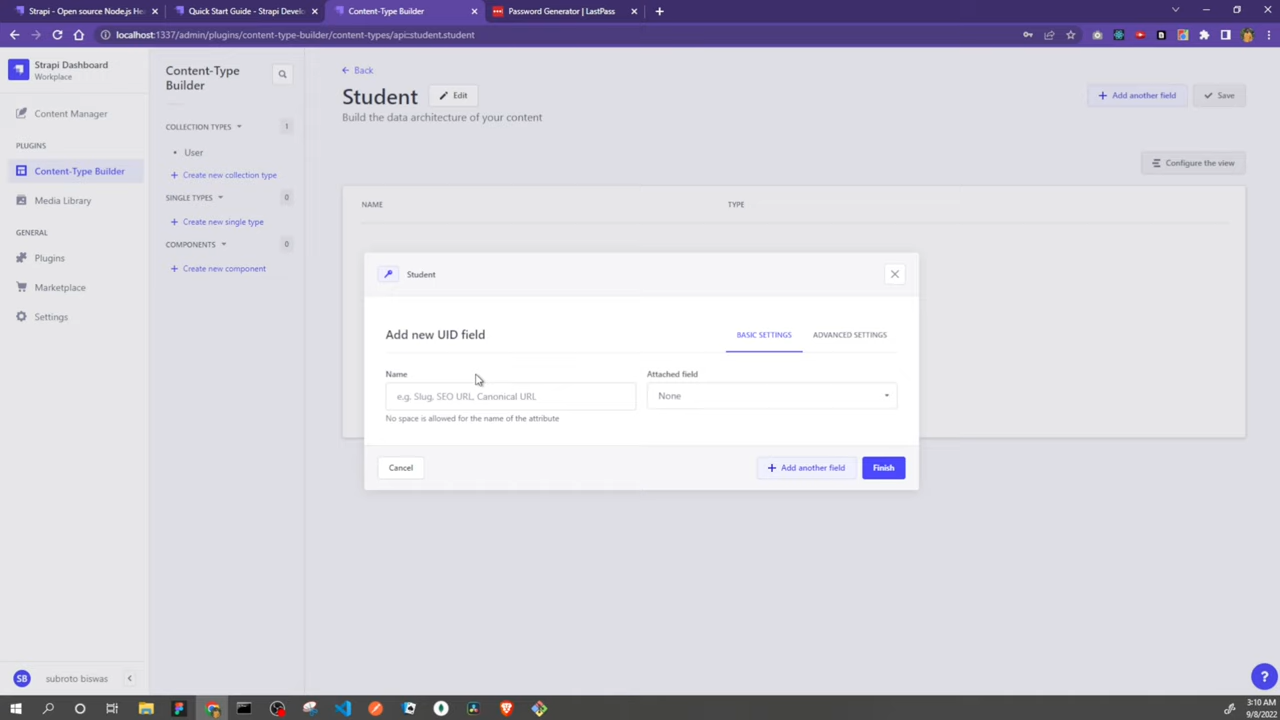 Strapi - Open source Node.js He
Quick Start Guide - Strapi Develo
Content-Type Builder
Password Generator | LastPass
localhost:1337/admin/plugins/content-type-builder/content-types/api::student.student
Strapi Dashboard
Workplace
Content Manager
PLUGINS
Content-Type Builder
Media Library
GENERAL
Plugins
Marketplace
Settings
SB
subroto biswas
Content-Type
Builder
COLLECTION TYPES
1
User
Create new collection type
SINGLE TYPES
0
Create new single type
COMPONENTS
0
Create new component
Back
Student
Edit
Build the data architecture of your content
Add another field
Save
Configure the view
NAME
TYPE
Student
Add new UID field
BASIC SETTINGS
ADVANCED SETTINGS
Name
Attached field
e.g. Slug, SEO URL, Canonical URL
None
No space is allowed for the name of the attribute
Cancel
Add another field
Finish
?
3:10 AM
9/8/2022